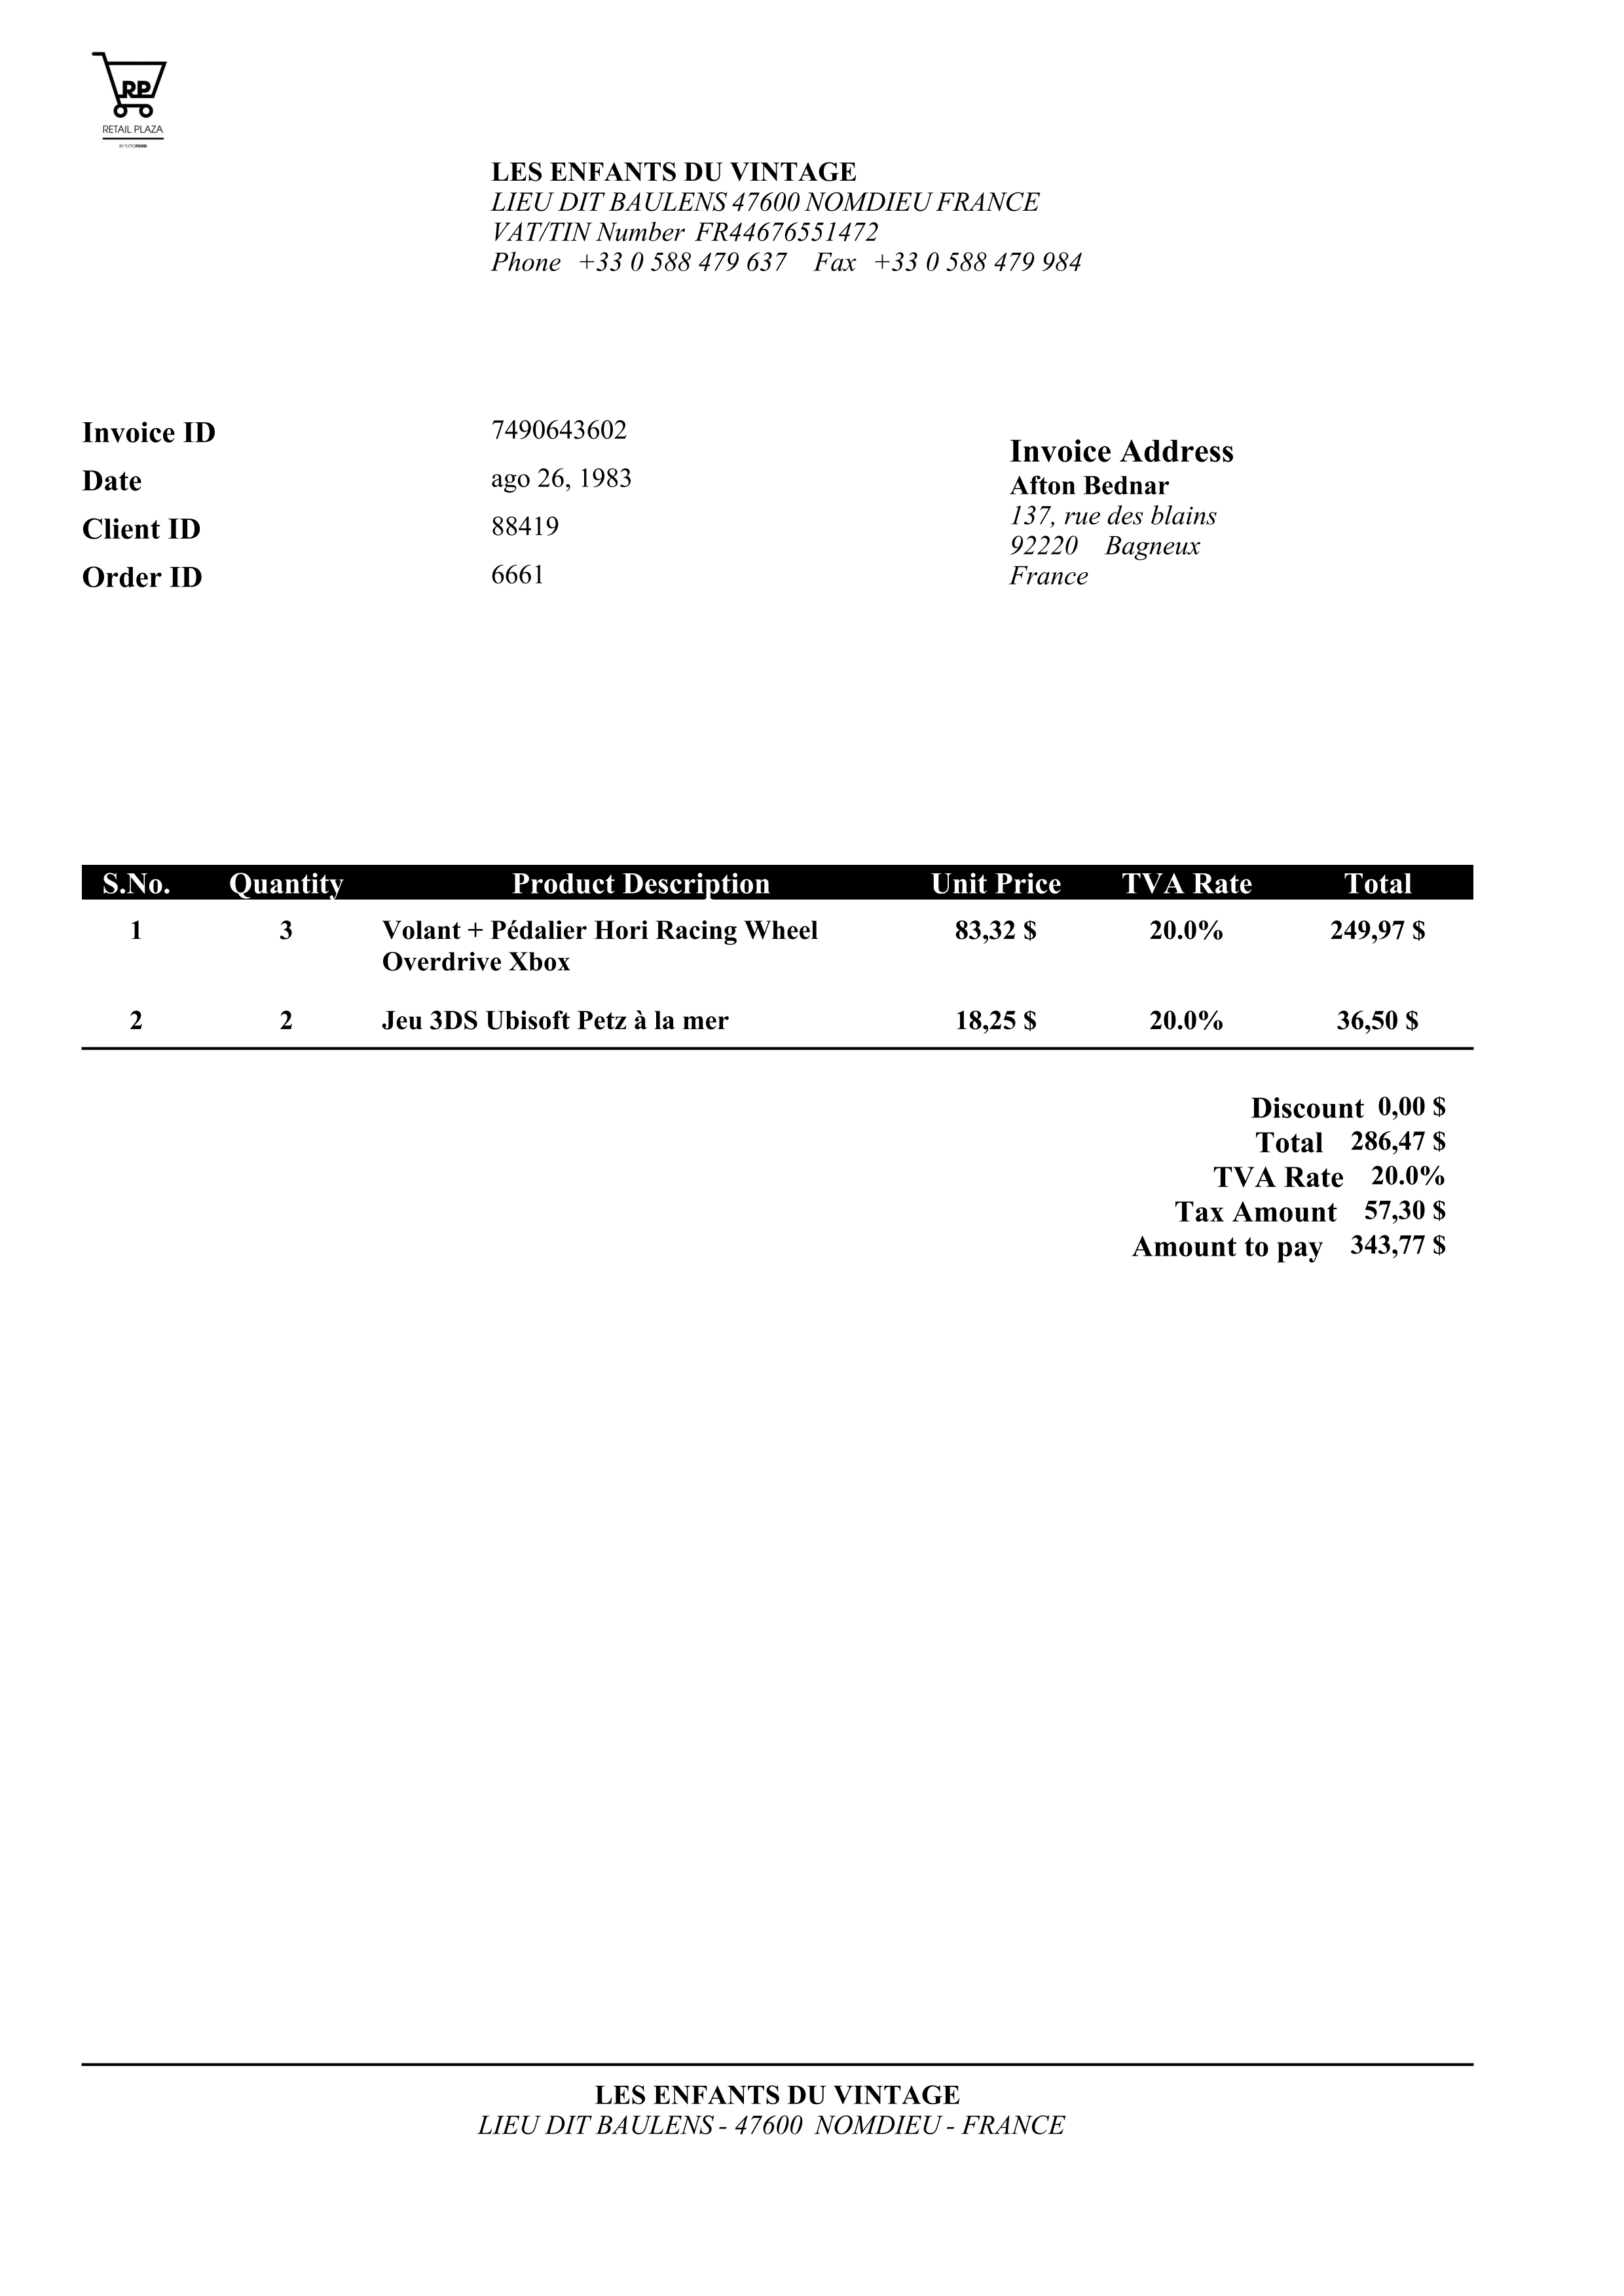 RP
RETAIL PLAZA
BY TUTTOFOOD
LES ENFANTS DU VINTAGE
LIEU DIT BAULENS 47600 NOMDIEU FRANCE
VAT/TIN Number FR44676551472
Phone +33 0 588 479 637 Fax +33 0 588 479 984
Invoice ID 7490643602
Date ago 26, 1983
Client ID 88419
Order ID 6661
Invoice Address
Afton Bednar
137, rue des blains
92220 Bagneux
France
S.No. Quantity Product Description Unit Price TVA Rate Total
1 3 Volant + Pédalier Hori Racing Wheel 83,32 $ 20.0% 249,97 $
Overdrive Xbox
2 2 Jeu 3DS Ubisoft Petz à la mer 18,25 $ 20.0% 36,50 $
Discount 0,00 $
Total 286,47 $
TVA Rate 20.0%
Tax Amount 57,30 $
Amount to pay 343,77 $
LES ENFANTS DU VINTAGE
LIEU DIT BAULENS - 47600 NOMDIEU - FRANCE